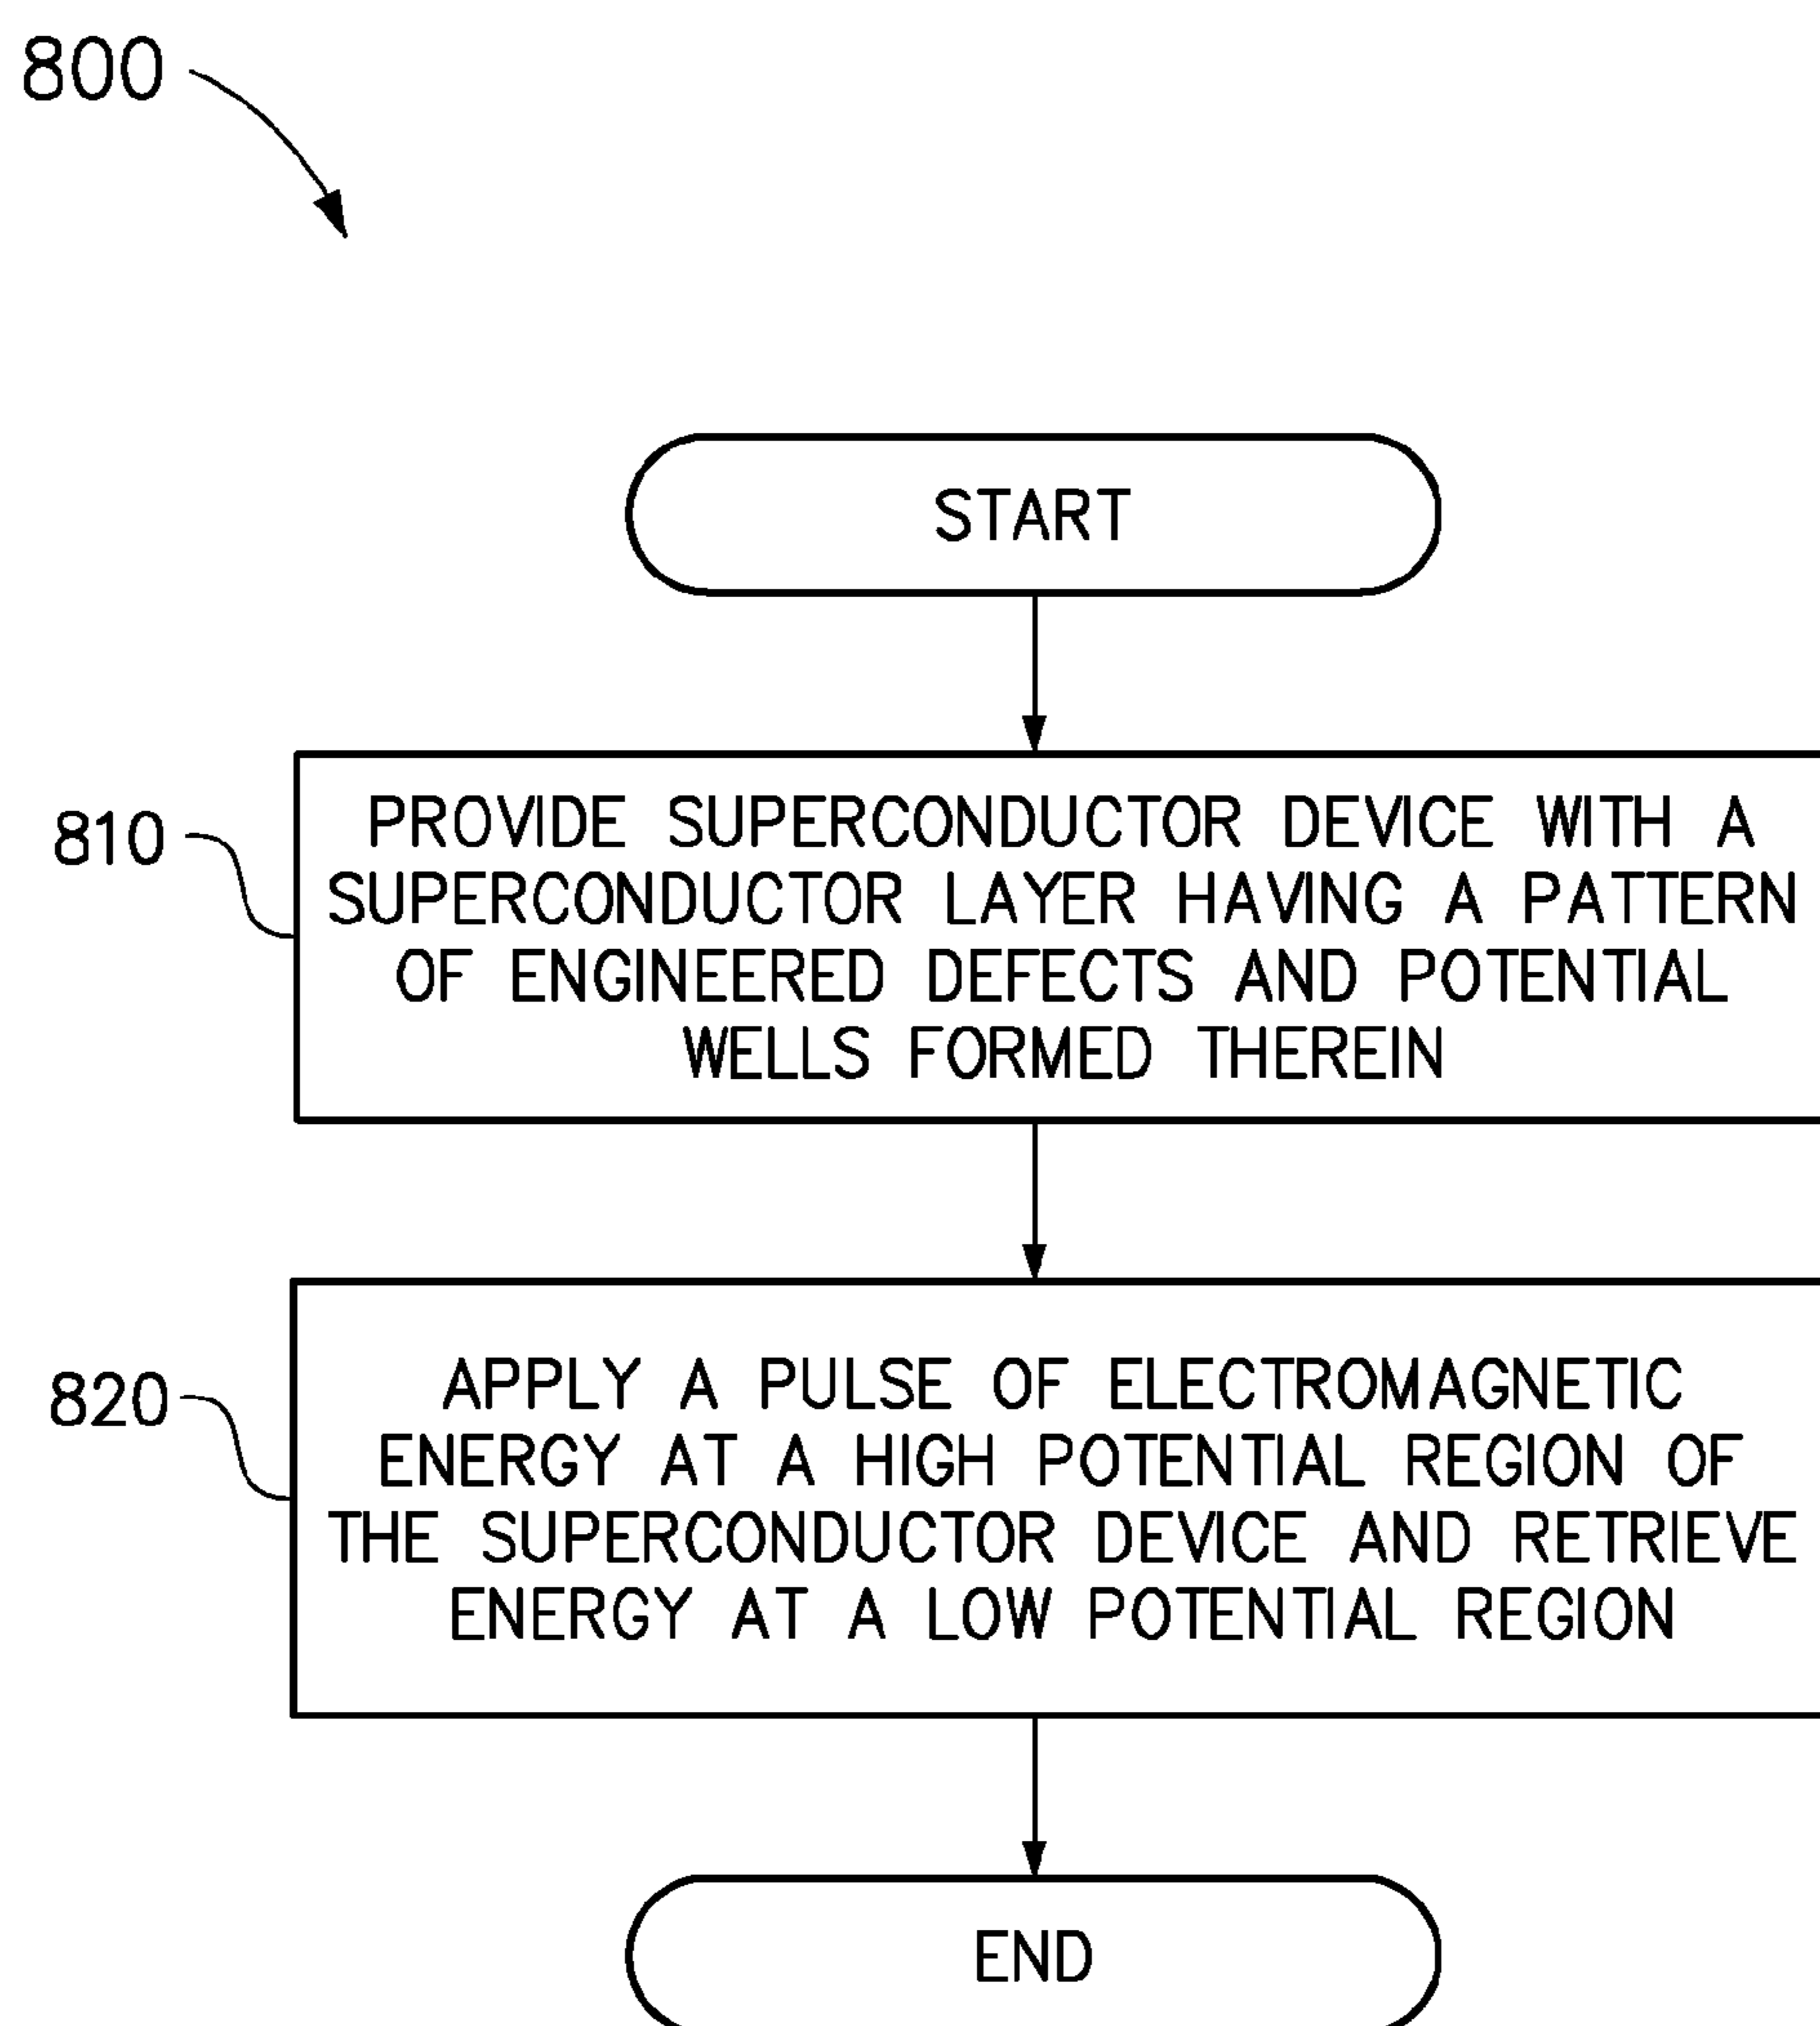 800
START
810
PROVIDE SUPERCONDUCTOR DEVICE WITH A
SUPERCONDUCTOR LAYER HAVING A PATTERN
OF ENGINEERED DEFECTS AND POTENTIAL
WELLS FORMED THEREIN
820
APPLY A PULSE OF ELECTROMAGNETIC
ENERGY AT A HIGH POTENTIAL REGION OF
THE SUPERCONDUCTOR DEVICE AND RETRIEVE
ENERGY AT A LOW POTENTIAL REGION
END